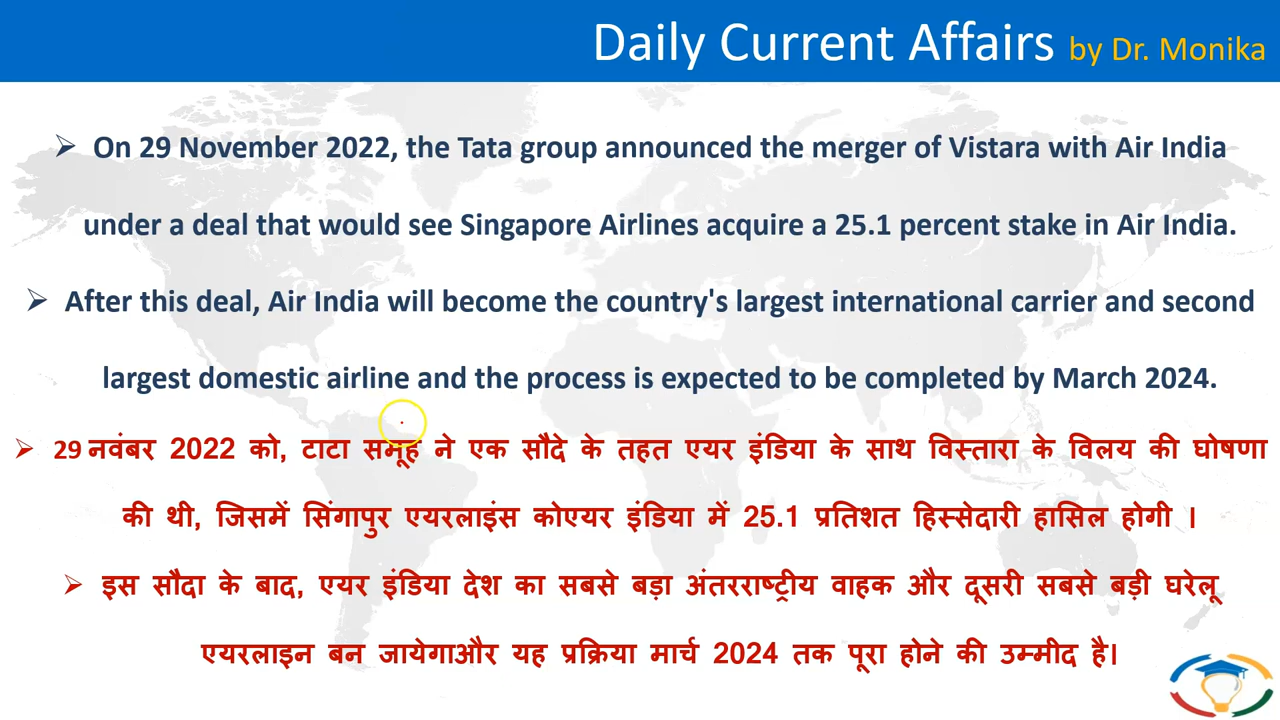 Daily Current Affairs by Dr. Monika
➢ On 29 November 2022, the Tata group announced the merger of Vistara with Air India
under a deal that would see Singapore Airlines acquire a 25.1 percent stake in Air India.
➢ After this deal, Air India will become the country's largest international carrier and second
largest domestic airline and the process is expected to be completed by March 2024.
➢ 29 नवंबर 2022 को, टाटा समूह ने एक सौदे के तहत एयर इंडिया के साथ विस्तारा के विलय की घोषणा
की थी, जिसमें सिंगापुर एयरलाइंस कोएयर इंडिया में 25.1 प्रतिशत हिस्सेदारी हासिल होगी ।
➢ इस सौदा के बाद, एयर इंडिया देश का सबसे बड़ा अंतरराष्ट्रीय वाहक और दूसरी सबसे बड़ी घरेलू
एयरलाइन बन जायेगाऔर यह प्रक्रिया मार्च 2024 तक पूरा होने की उम्मीद है।